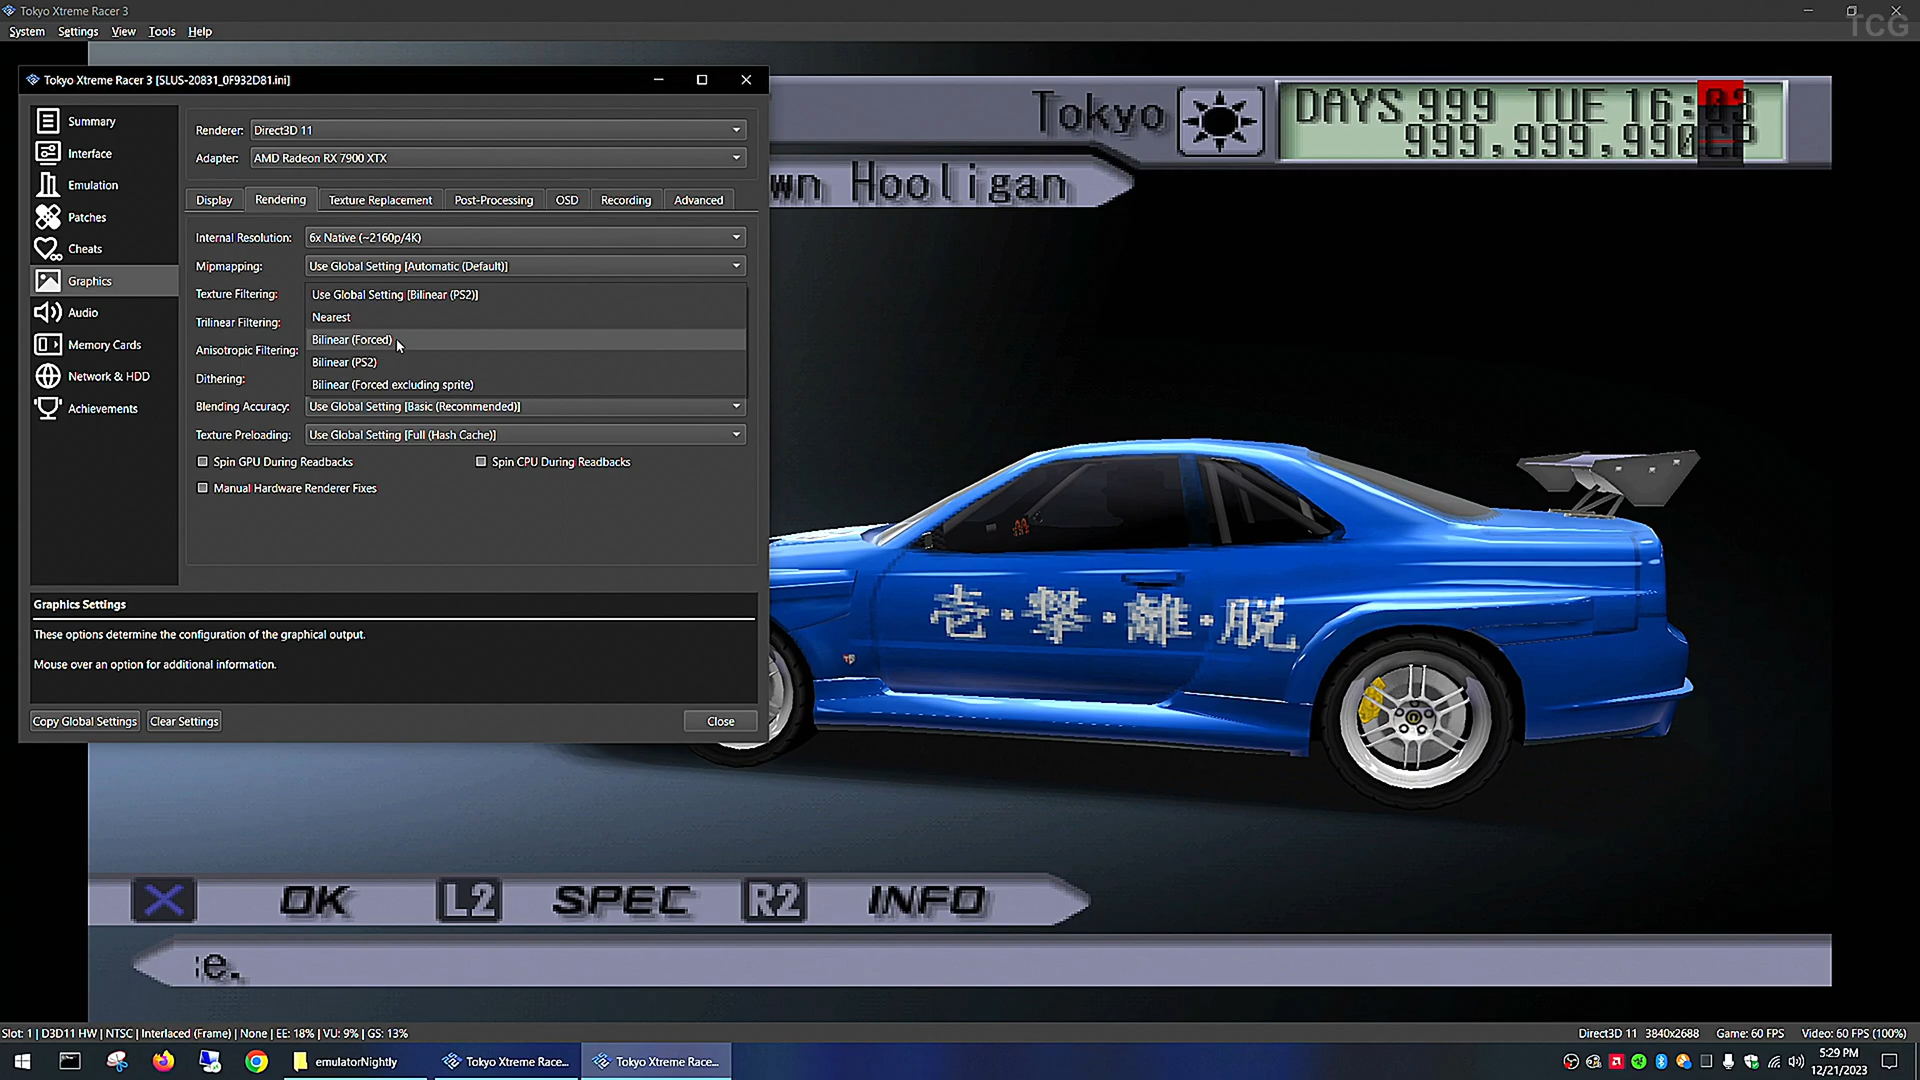 Tokyo Xtreme Racer 3
TCG
System Settings View Tools Help
Tokyo Xtreme Racer 3 [SLUS-20831_0F932D81.ini]
Summary
Interface
Emulation
Patches
Cheats
Graphics
Audio
Memory Cards
Network & HDD
Achievements
Renderer: Direct3D 11
Adapter: AMD Radeon RX 7900 XTX
Display Rendering Texture Replacement Post-Processing OSD Recording Advanced
Internal Resolution: 6x Native (~2160p/4K)
Mipmapping: Use Global Setting [Automatic (Default)]
Texture Filtering: Use Global Setting [Bilinear (PS2)]
Nearest
Trilinear Filtering:
Bilinear (Forced)
Anisotropic Filtering:
Bilinear (PS2)
Dithering:
Bilinear (Forced excluding sprite)
Blending Accuracy: Use Global Setting [Basic (Recommended)]
Texture Preloading: Use Global Setting [Full (Hash Cache)]
Spin GPU During Readbacks Spin CPU During Readbacks
Manual Hardware Renderer Fixes
Graphics Settings
These options determine the configuration of the graphical output.
Mouse over an option for additional information.
Copy Global Settings Clear Settings Close
Tokyo
DAYS 999 TUE 16:03
999,999,990CP
wn Hooligan
壱・撃・離・脱
OK L2 SPEC R2 INFO
e.
Slot: 1 | D3D11 HW | NTSC | Interlaced (Frame) | None | EE: 18% | VU: 9% | GS: 13%
Direct3D 11 3840x2688 Game: 60 FPS Video: 60 FPS (100%)
emulatorNightly Tokyo Xtreme Race... Tokyo Xtreme Race...
5:29 PM
12/21/2023